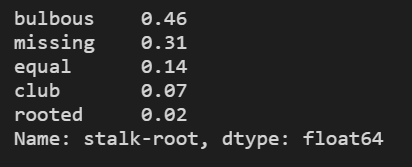 bulbous 0.46
missing 0.31
equal 0.14
club 0.07
rooted 0.02
Name: stalk-root, dtype: float64